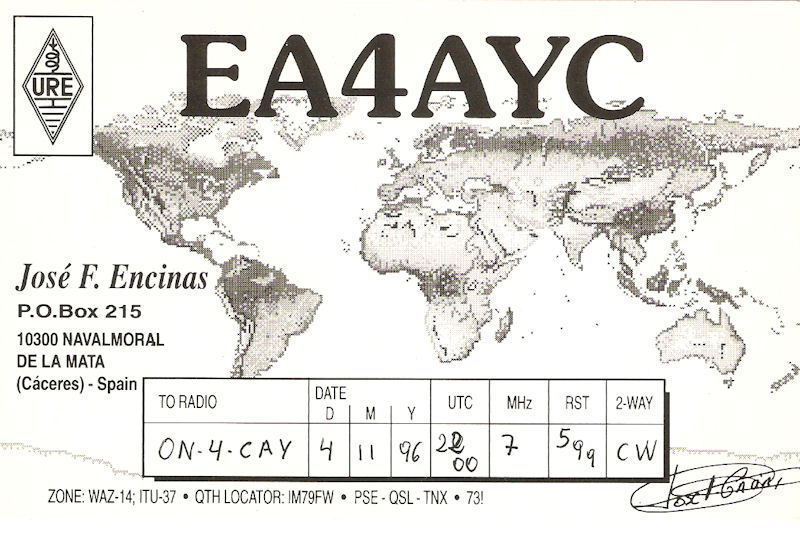 EA4AYC
URE
José F. Encinas
P.O.Box 215
10300 NAVALMORAL
DE LA MATA
(Cáceres) - Spain
TO RADIO DATE D M Y UTC MHz RST 2-WAY
ON-4-CAY 4 11 96 2200 7 599 CW
ZONE: WAZ-14; ITU-37 • QTH LOCATOR: IM79FW • PSE - QSL - TNX • 73!